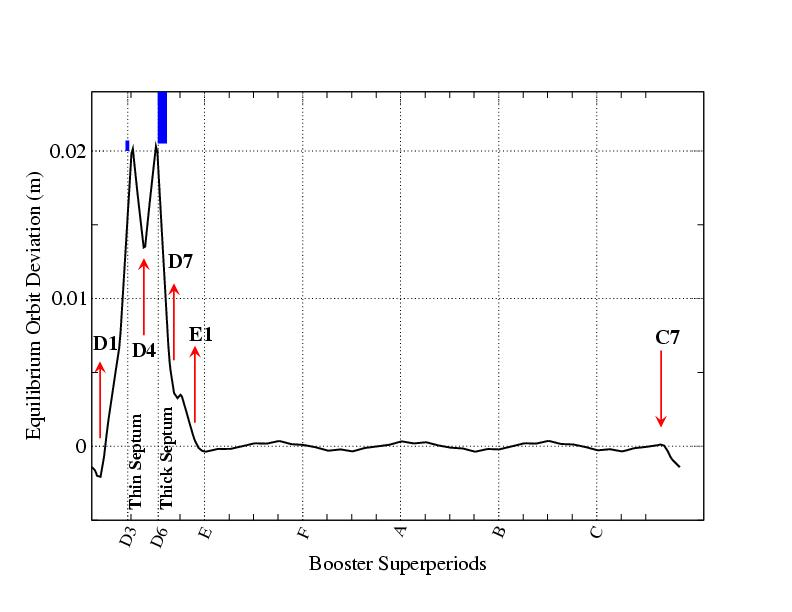 0.02
0.01
0
Equilibrium Orbit Deviation (m)
D7
D1
D4
E1
C7
Thin Septum
Thick Septum
D3
D6
E
F
A
B
C
Booster Superperiods